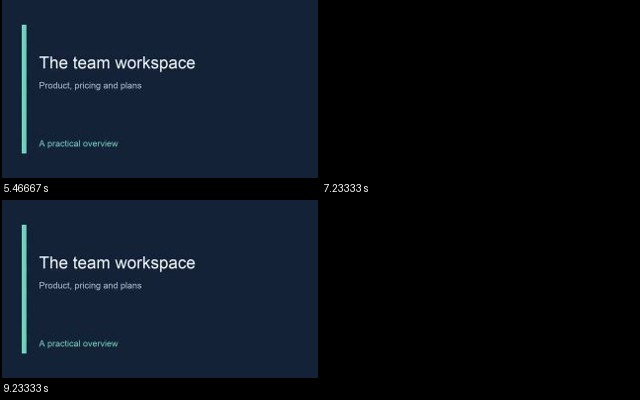 The team workspace
Product, pricing and plans
A practical overview
5.46667 s
7.23333 s
The team workspace
Product, pricing and plans
A practical overview
9.23333 s